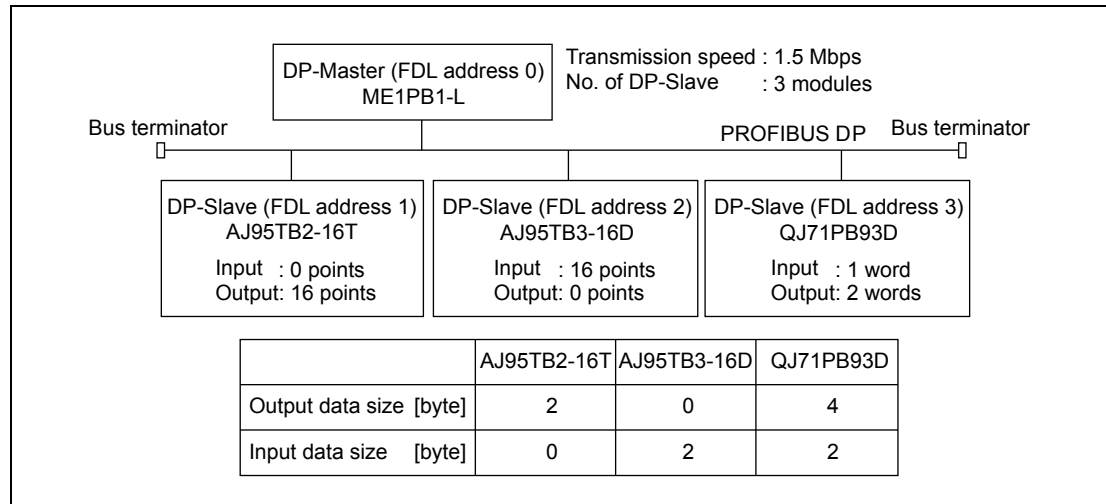 DP-Master (FDL address 0)
ME1PB1-L
Transmission speed : 1.5 Mbps
No. of DP-Slave : 3 modules
Bus terminator
PROFIBUS DP
Bus terminator
DP-Slave (FDL address 1)
AJ95TB2-16T
Input : 0 points
Output: 16 points
DP-Slave (FDL address 2)
AJ95TB3-16D
Input : 16 points
Output: 0 points
DP-Slave (FDL address 3)
QJ71PB93D
Input : 1 word
Output: 2 words
AJ95TB2-16T AJ95TB3-16D QJ71PB93D
Output data size [byte] 2 0 4
Input data size [byte] 0 2 2